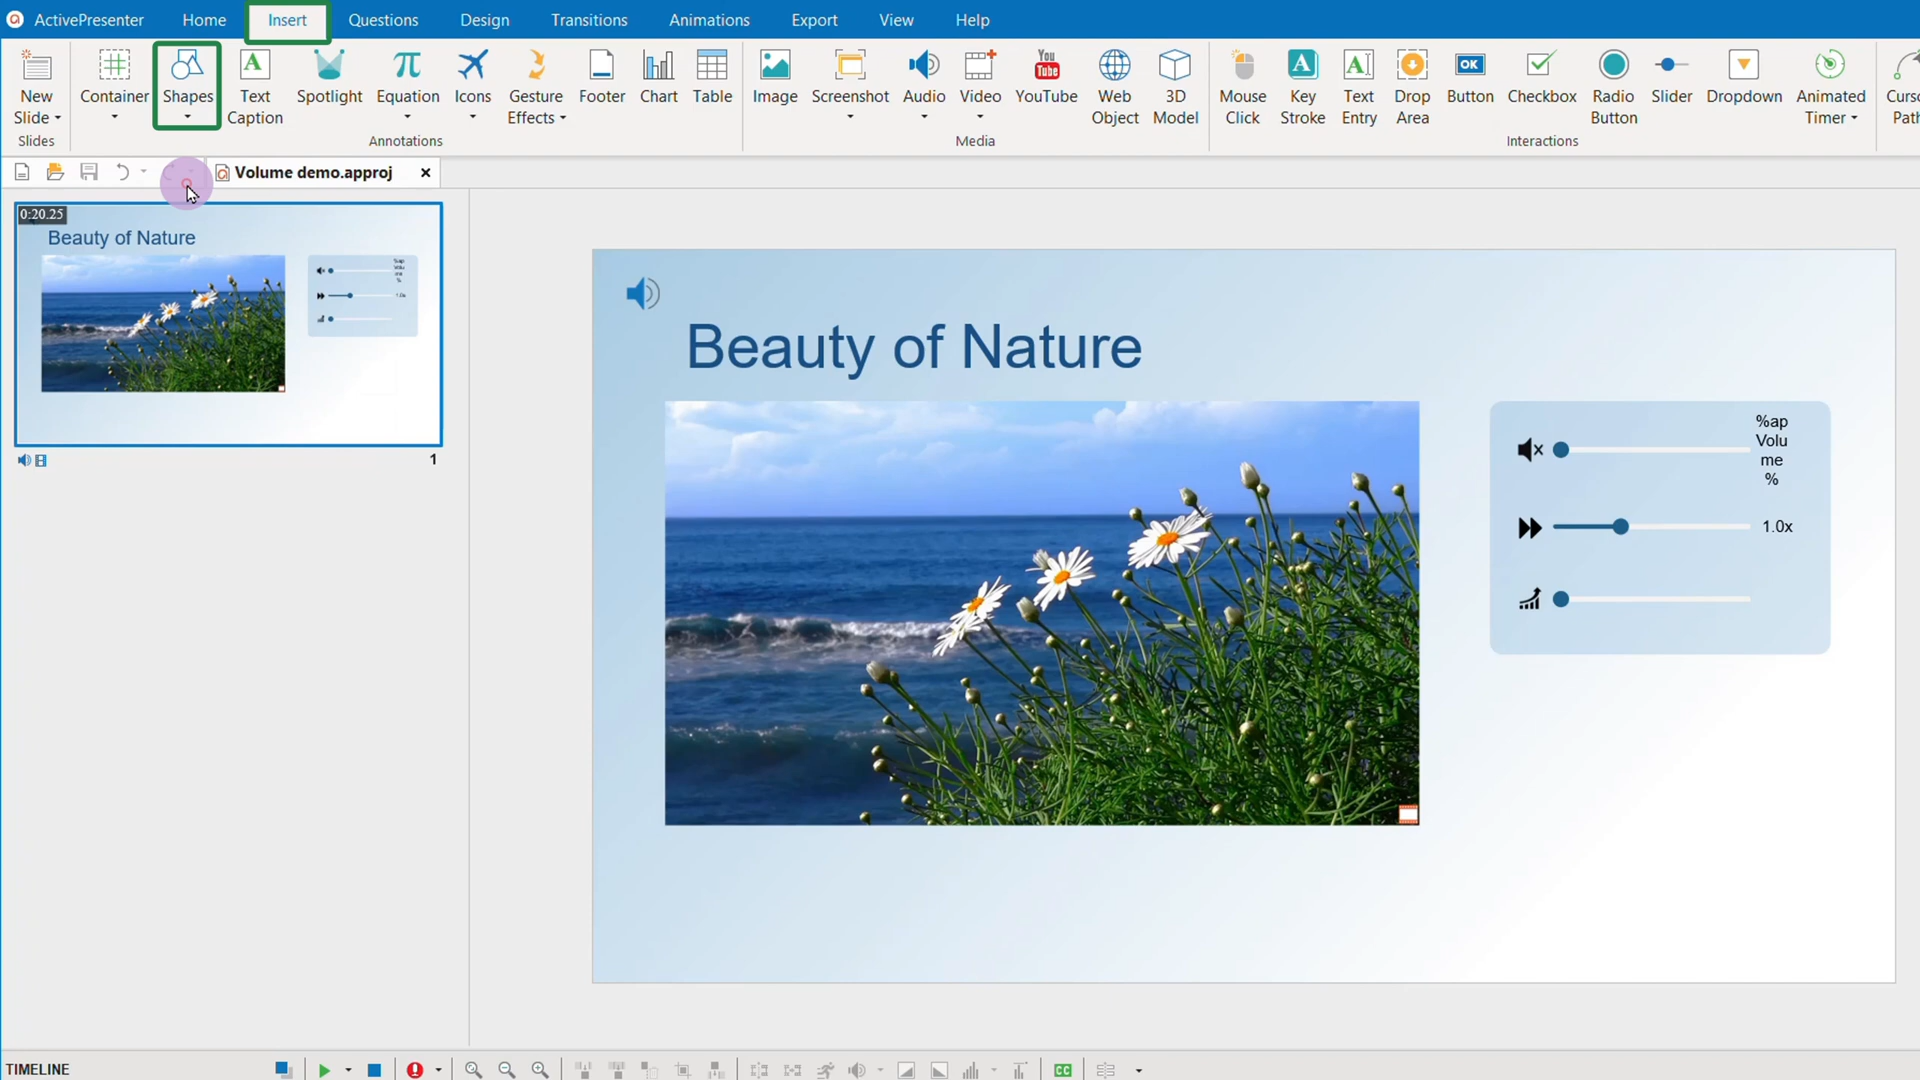 ActivePresenter Home Insert Questions Design Transitions Animations Export View Help
New Slide
Container
Shapes
Text Caption
Spotlight
Equation
Icons
Gesture Effects
Footer
Chart
Table
Image
Screenshot
Audio
Video
YouTube
Web Object
3D Model
Mouse Click
Key Stroke
Text Entry
Drop Area
Button
Checkbox
Radio Button
Slider
Dropdown
Animated Timer
Slides
Annotations
Media
Interactions
Volume demo.approj
0:20.25
Beauty of Nature
1.0x
1
Beauty of Nature
%ap
Volu
me
%
1.0x
TIMELINE
CC